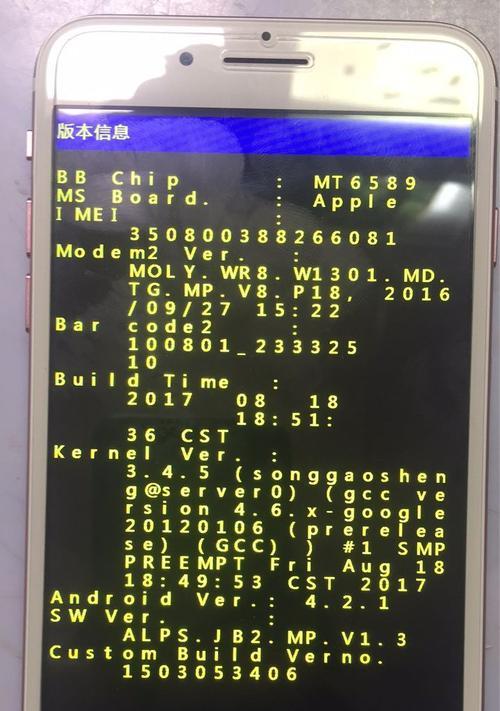 版本信息
BB Chip : MT6589
MS Board. : Apple
IMEI :
350800388266081
Modem2 Ver. :
MOLY.WR8.W1301.MD.
TG.MP.V8.P18, 2016
/09/27 15:22
Bar code2 :
100801_233325
10
Build Time :
2017 08 18
18:51:
36 CST
Kernel Ver. :
3.4.5 (songgaoshen
g@server0) (gcc ve
rsion 4.6.x-google
20120106 (prerelea
se) (GCC) ) #1 SMP
PREEMPT Fri Aug 18
18:49:53 CST 2017
Android Ver.: 4.2.1
SW Ver. :
ALPS.JB2.MP.V1.3
Custom Build Verno.
1503053406